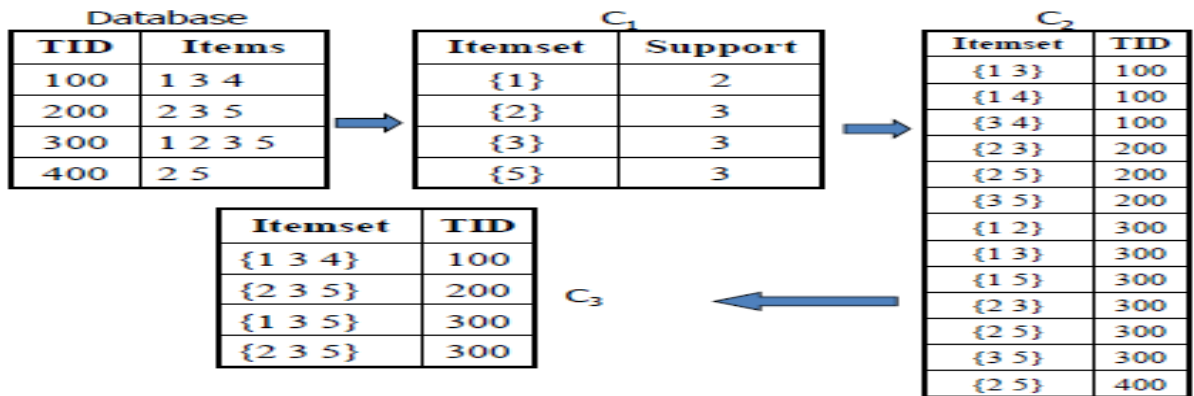 Database
TID Items
100 1 3 4
200 2 3 5
300 1 2 3 5
400 2 5
C1
Itemset Support
{1} 2
{2} 3
{3} 3
{5} 3
C2
Itemset TID
{1 3} 100
{1 4} 100
{3 4} 100
{2 3} 200
{2 5} 200
{3 5} 200
{1 2} 300
{1 3} 300
{1 5} 300
{2 3} 300
{2 5} 300
{3 5} 300
{2 5} 400
Itemset TID
{1 3 4} 100
{2 3 5} 200
{1 3 5} 300
{2 3 5} 300
C3